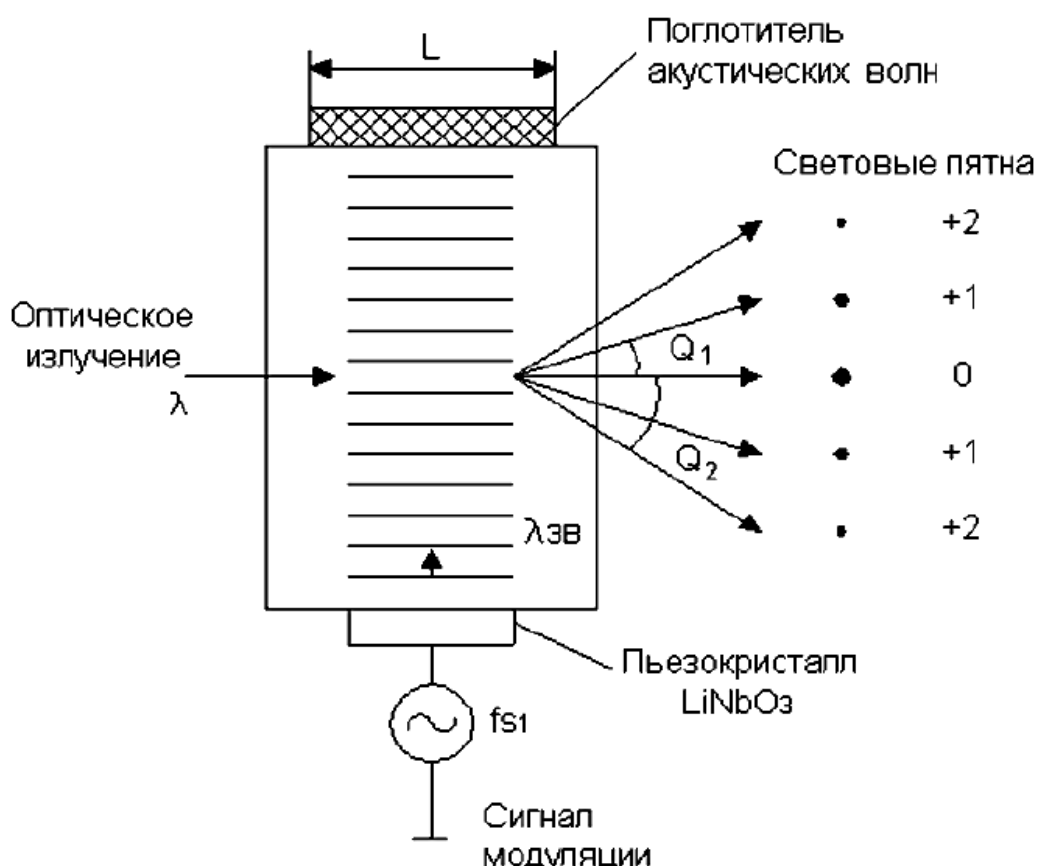 L
Поглотитель
акустических волн
Световые пятна
+2
+1
Оптическое
излучение
λ
Q1
0
+1
Q2
+2
λзв
Пьезокристалл
LiNbO3
fS1
Сигнал
модуляции